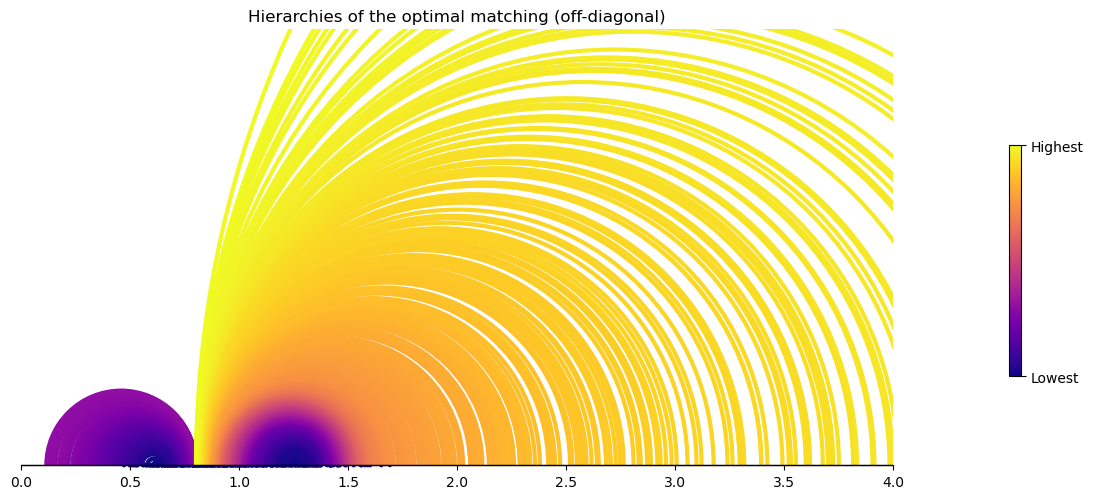 Hierarchies of the optimal matching (off-diagonal)
Highest
Lowest
0.0 0.5 1.0 1.5 2.0 2.5 3.0 3.5 4.0